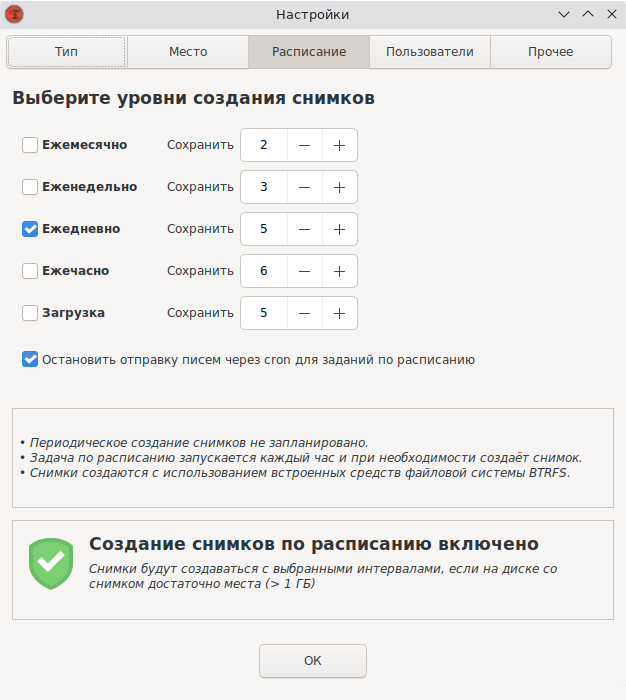 Настройки
Тип Место Расписание Пользователи Прочее
Выберите уровни создания снимков
Ежемесячно Сохранить 2 — +
Еженедельно Сохранить 3 — +
Ежедневно Сохранить 5 — +
Ежечасно Сохранить 6 — +
Загрузка Сохранить 5 — +
Остановить отправку писем через cron для заданий по расписанию
• Периодическое создание снимков не запланировано.
• Задача по расписанию запускается каждый час и при необходимости создаёт снимок.
• Снимки создаются с использованием встроенных средств файловой системы BTRFS.
Создание снимков по расписанию включено
Снимки будут создаваться с выбранными интервалами, если на диске со
снимком достаточно места (> 1 ГБ)
ОК